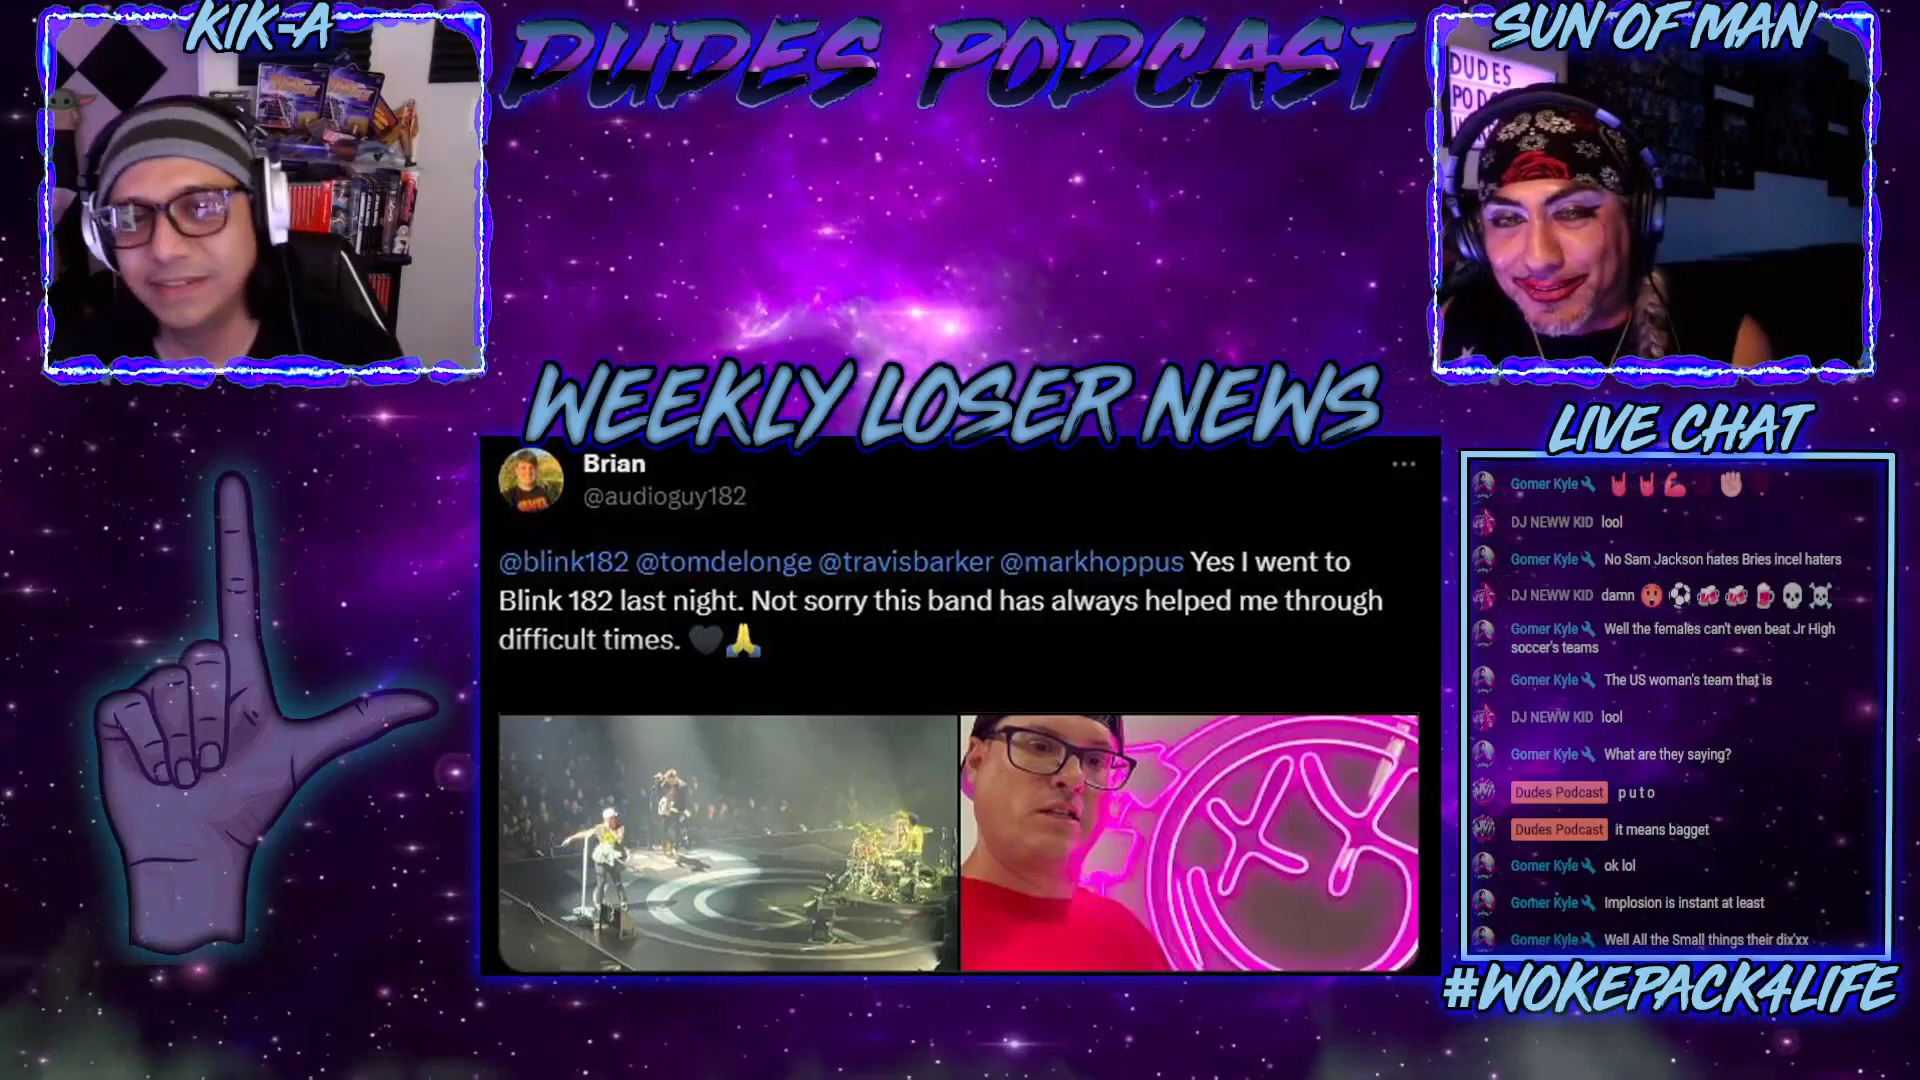 KIK-A
DUDES PODCAST
SUN OF MAN
DUDES
WEEKLY LOSER NEWS
Brian
@audioguy182
@blink182 @tomdelonge @travisbarker @markhoppus Yes I went to
Blink 182 last night. Not sorry this band has always helped me through
difficult times. 🖤🙏
LIVE CHAT
Gomer Kyle
DJ NEWW KID lool
Gomer Kyle No Sam Jackson hates Bries incel haters
DJ NEWW KID damn
Gomer Kyle Well the females can't even beat Jr High
soccer's teams
Gomer Kyle The US woman's team that is
DJ NEWW KID lool
Gomer Kyle What are they saying?
Dudes Podcast p u t o
Dudes Podcast it means bagget
Gomer Kyle ok lol
Gomer Kyle Implosion is instant at least
Gomer Kyle Well All the Small things their dix'xx
#WOKEPACK4LIFE